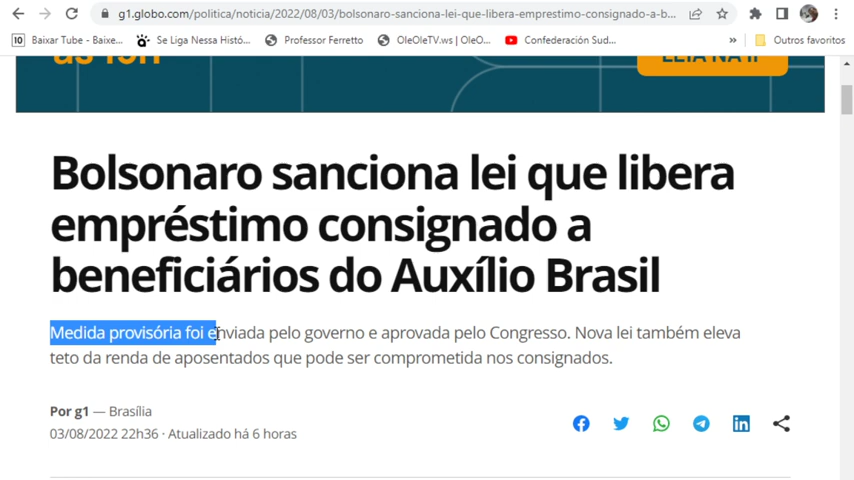 g1.globo.com/politica/noticia/2022/08/03/bolsonaro-sanciona-lei-que-libera-emprestimo-consignado-a-b...
10 Baixar Tube - Baixe... Se Liga Nessa Histó... Professor Ferretto OleOleTV.ws | OleO... Confederación Sud... » Outros favoritos
Bolsonaro sanciona lei que libera
empréstimo consignado a
beneficiários do Auxílio Brasil
Medida provisória foi enviada pelo governo e aprovada pelo Congresso. Nova lei também eleva
teto da renda de aposentados que pode ser comprometida nos consignados.
Por g1 — Brasília
03/08/2022 22h36 · Atualizado há 6 horas